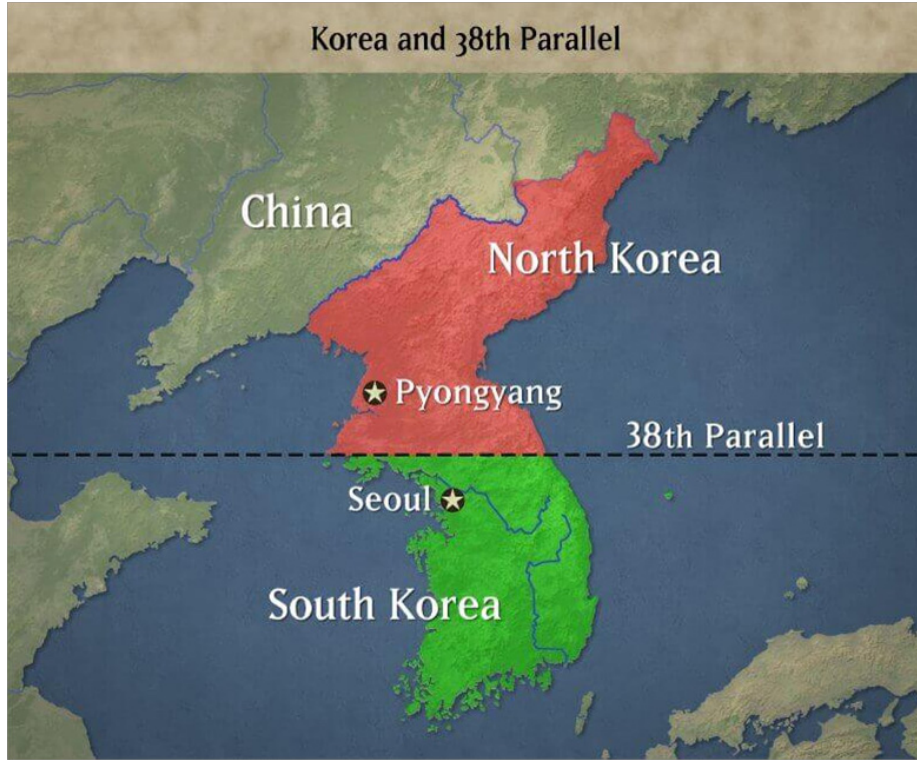 Korea and 38th Parallel
China
North Korea
Pyongyang
38th Parallel
Seoul
South Korea